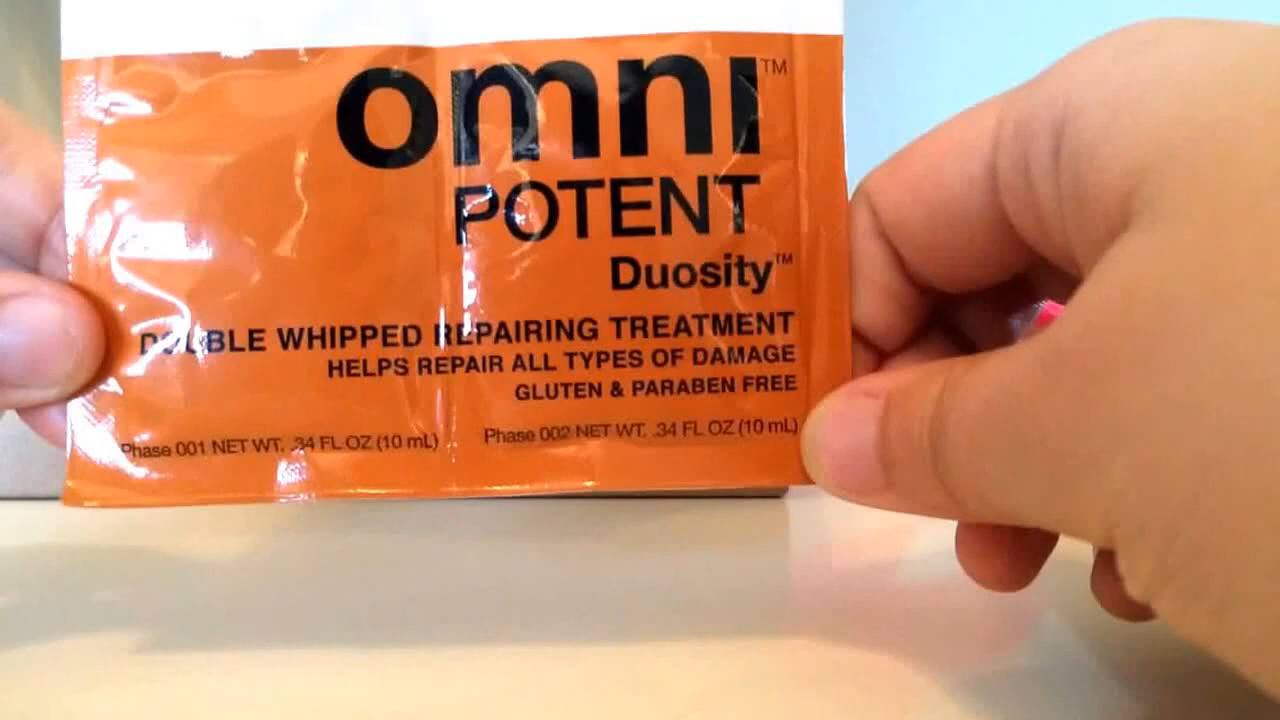 omni™
POTENT
Duosity™
DOUBLE WHIPPED REPAIRING TREATMENT
HELPS REPAIR ALL TYPES OF DAMAGE
GLUTEN & PARABEN FREE
Phase 001 NET WT. .34 FL OZ (10 mL) Phase 002 NET WT. .34 FL OZ (10 mL)